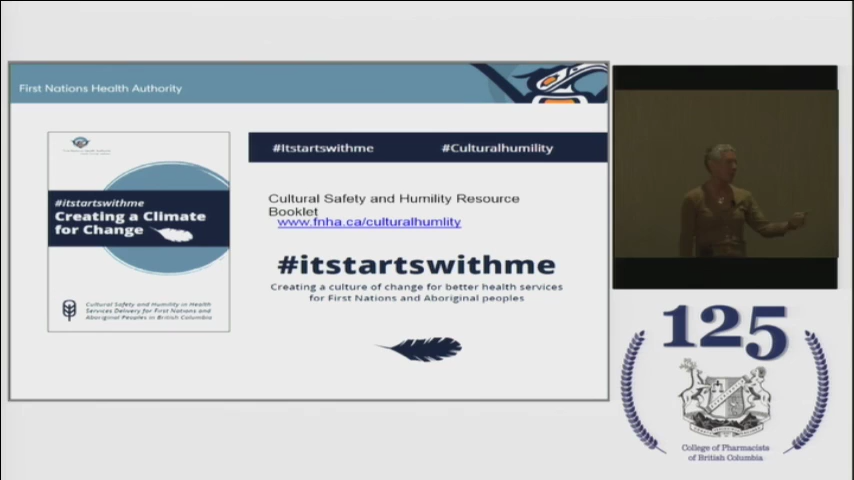 First Nations Health Authority
#itstartswithme
Creating a Climate
for Change
Cultural Safety and Humility in Health
Services Delivery for First Nations and
Aboriginal Peoples in British Columbia
#Itstartswithme
#Culturalhumility
Cultural Safety and Humility Resource
Booklet
www.fnha.ca/culturalhumlity
#itstartswithme
Creating a culture of change for better health services
for First Nations and Aboriginal peoples
125
College of Pharmacists
of British Columbia